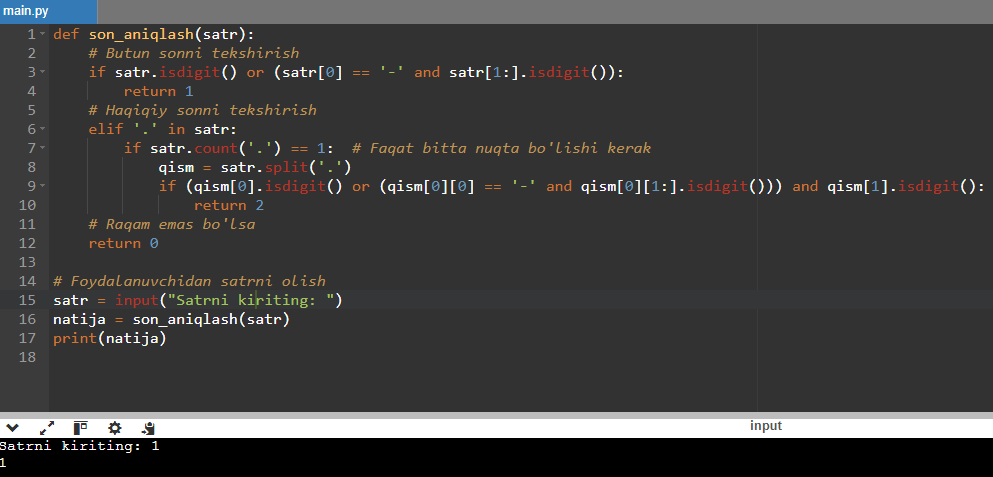 main.py
1 def son_aniqlash(satr):
2     # Butun sonni tekshirish
3     if satr.isdigit() or (satr[0] == '-' and satr[1:].isdigit()):
4         return 1
5     # Haqiqiy sonni tekshirish
6     elif '.' in satr:
7         if satr.count('.') == 1:  # Faqat bitta nuqta bo'lishi kerak
8             qism = satr.split('.')
9             if (qism[0].isdigit() or (qism[0][0] == '-' and qism[0][1:].isdigit())) and qism[1].isdigit():
10                 return 2
11     # Raqam emas bo'lsa
12     return 0
13
14 # Foydalanuvchidan satrni olish
15 satr = input("Satrni kiriting: ")
16 natija = son_aniqlash(satr)
17 print(natija)
18
input
Satrni kiriting: 1
1